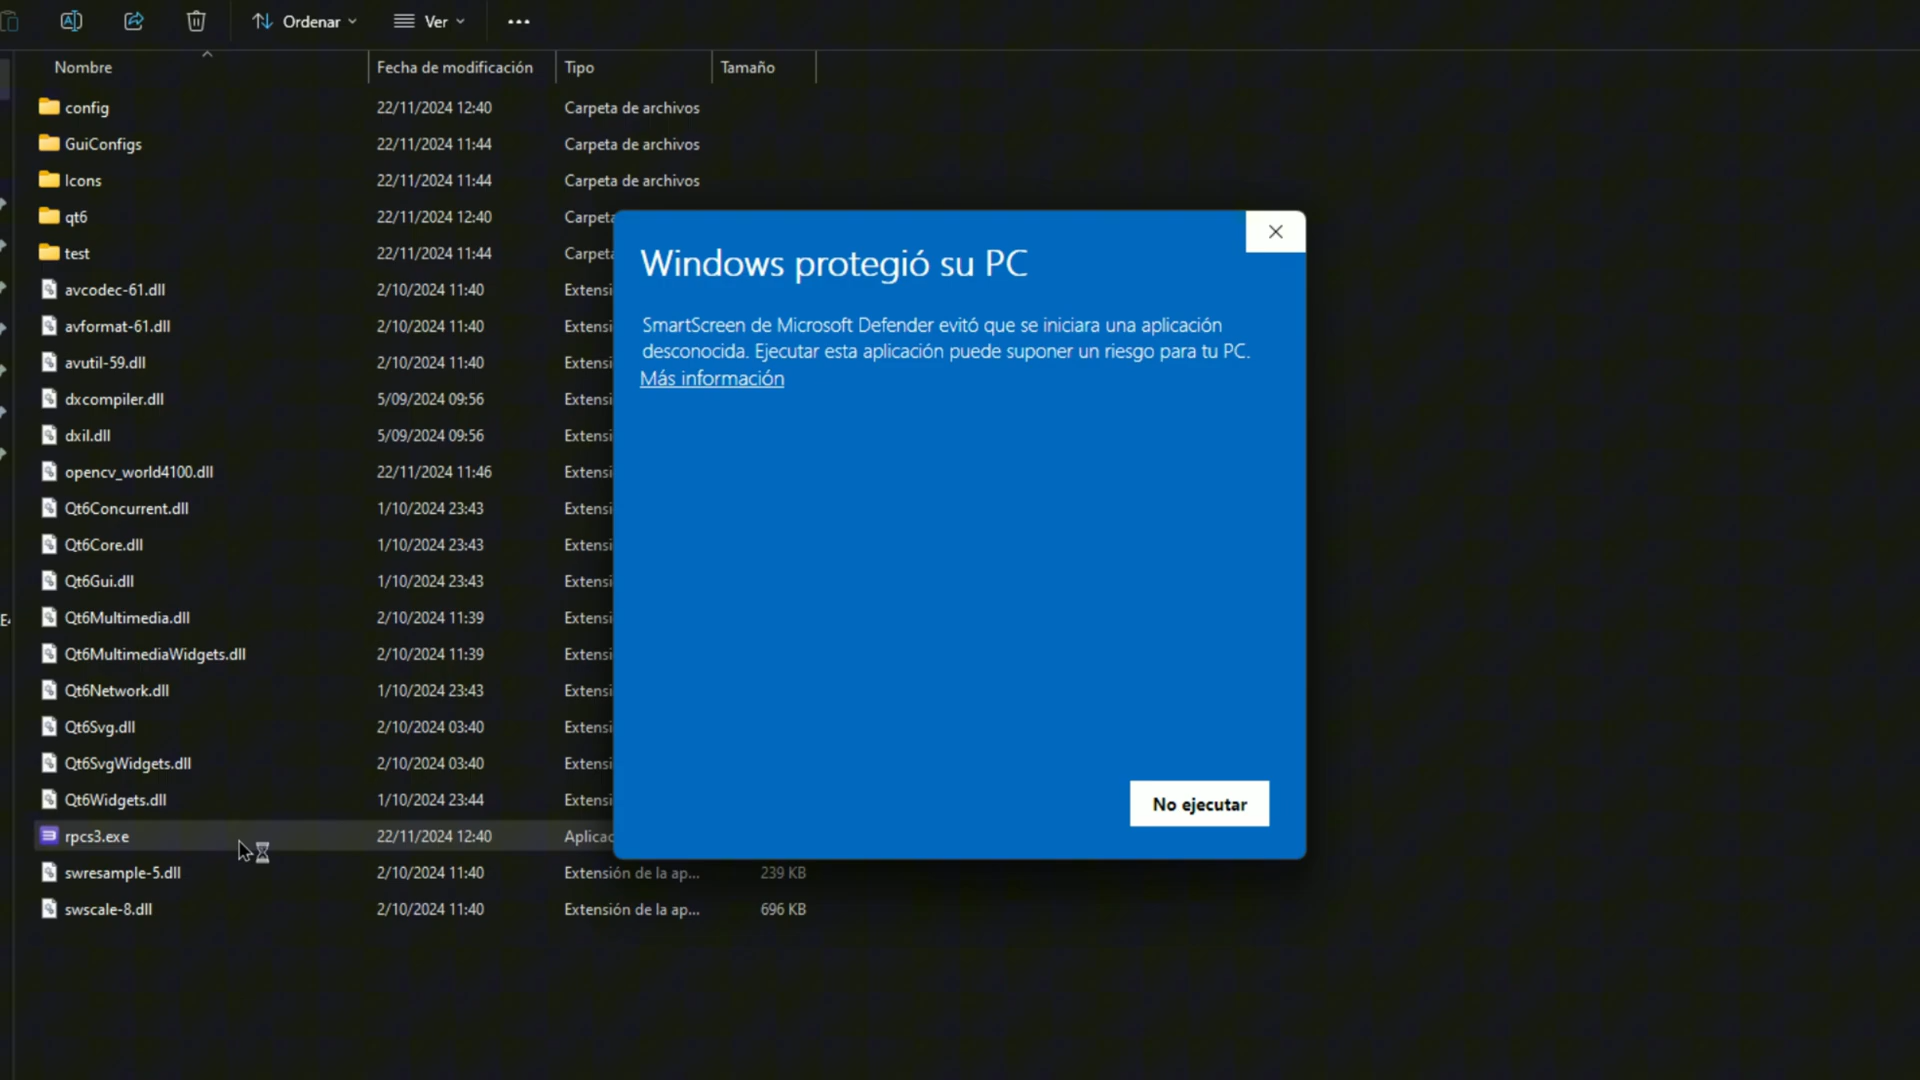 Ordenar Ver
Nombre Fecha de modificación Tipo Tamaño
config 22/11/2024 12:40 Carpeta de archivos
GuiConfigs 22/11/2024 11:44 Carpeta de archivos
Icons 22/11/2024 11:44 Carpeta de archivos
qt6 22/11/2024 12:40 Carpeta
test 22/11/2024 11:44 Carpeta
avcodec-61.dll 2/10/2024 11:40 Extensi
avformat-61.dll 2/10/2024 11:40 Extensi
avutil-59.dll 2/10/2024 11:40 Extensi
dxcompiler.dll 5/09/2024 09:56 Extensi
dxil.dll 5/09/2024 09:56 Extensi
opencv_world4100.dll 22/11/2024 11:46 Extensi
Qt6Concurrent.dll 1/10/2024 23:43 Extensi
Qt6Core.dll 1/10/2024 23:43 Extensi
Qt6Gui.dll 1/10/2024 23:43 Extensi
Qt6Multimedia.dll 2/10/2024 11:39 Extensi
Qt6MultimediaWidgets.dll 2/10/2024 11:39 Extensi
Qt6Network.dll 1/10/2024 23:43 Extensi
Qt6Svg.dll 2/10/2024 03:40 Extensi
Qt6SvgWidgets.dll 2/10/2024 03:40 Extensi
Qt6Widgets.dll 1/10/2024 23:44 Extensi
rpcs3.exe 22/11/2024 12:40 Aplicac
swresample-5.dll 2/10/2024 11:40 Extensión de la ap... 239 KB
swscale-8.dll 2/10/2024 11:40 Extensión de la ap... 696 KB
Windows protegió su PC
SmartScreen de Microsoft Defender evitó que se iniciara una aplicación
desconocida. Ejecutar esta aplicación puede suponer un riesgo para tu PC.
Más información
No ejecutar